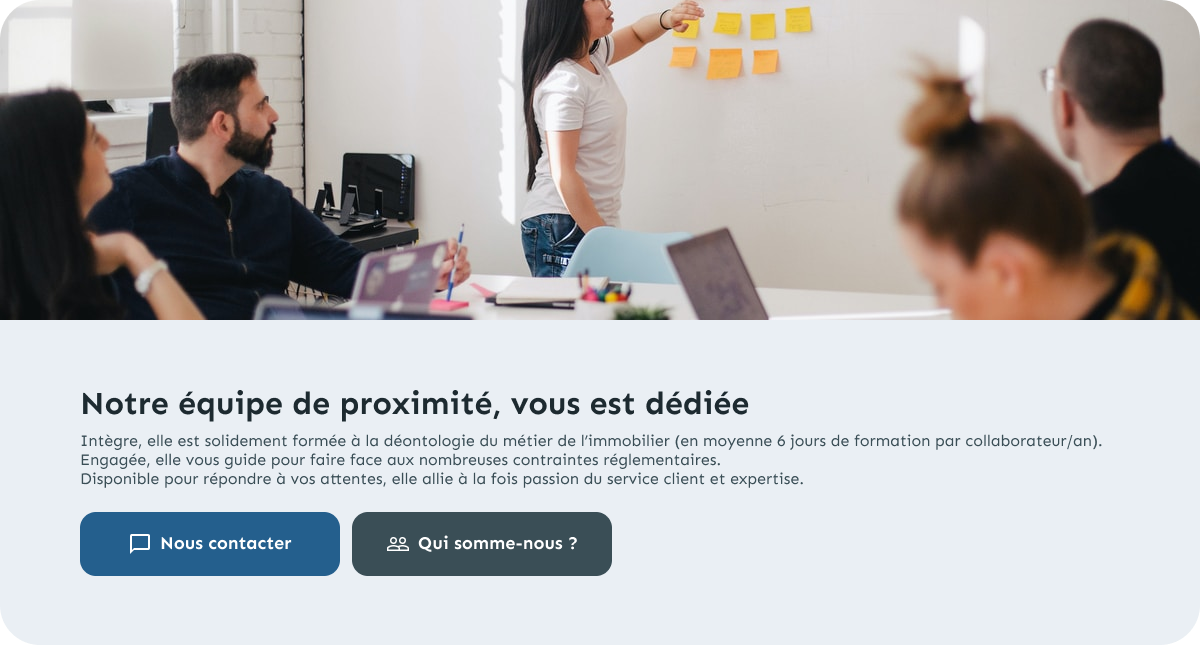 Notre équipe de proximité, vous est dédiée
Intègre, elle est solidement formée à la déontologie du métier de l’immobilier (en moyenne 6 jours de formation par collaborateur/an).
Engagée, elle vous guide pour faire face aux nombreuses contraintes réglementaires.
Disponible pour répondre à vos attentes, elle allie à la fois passion du service client et expertise.
Nous contacter
Qui somme-nous ?